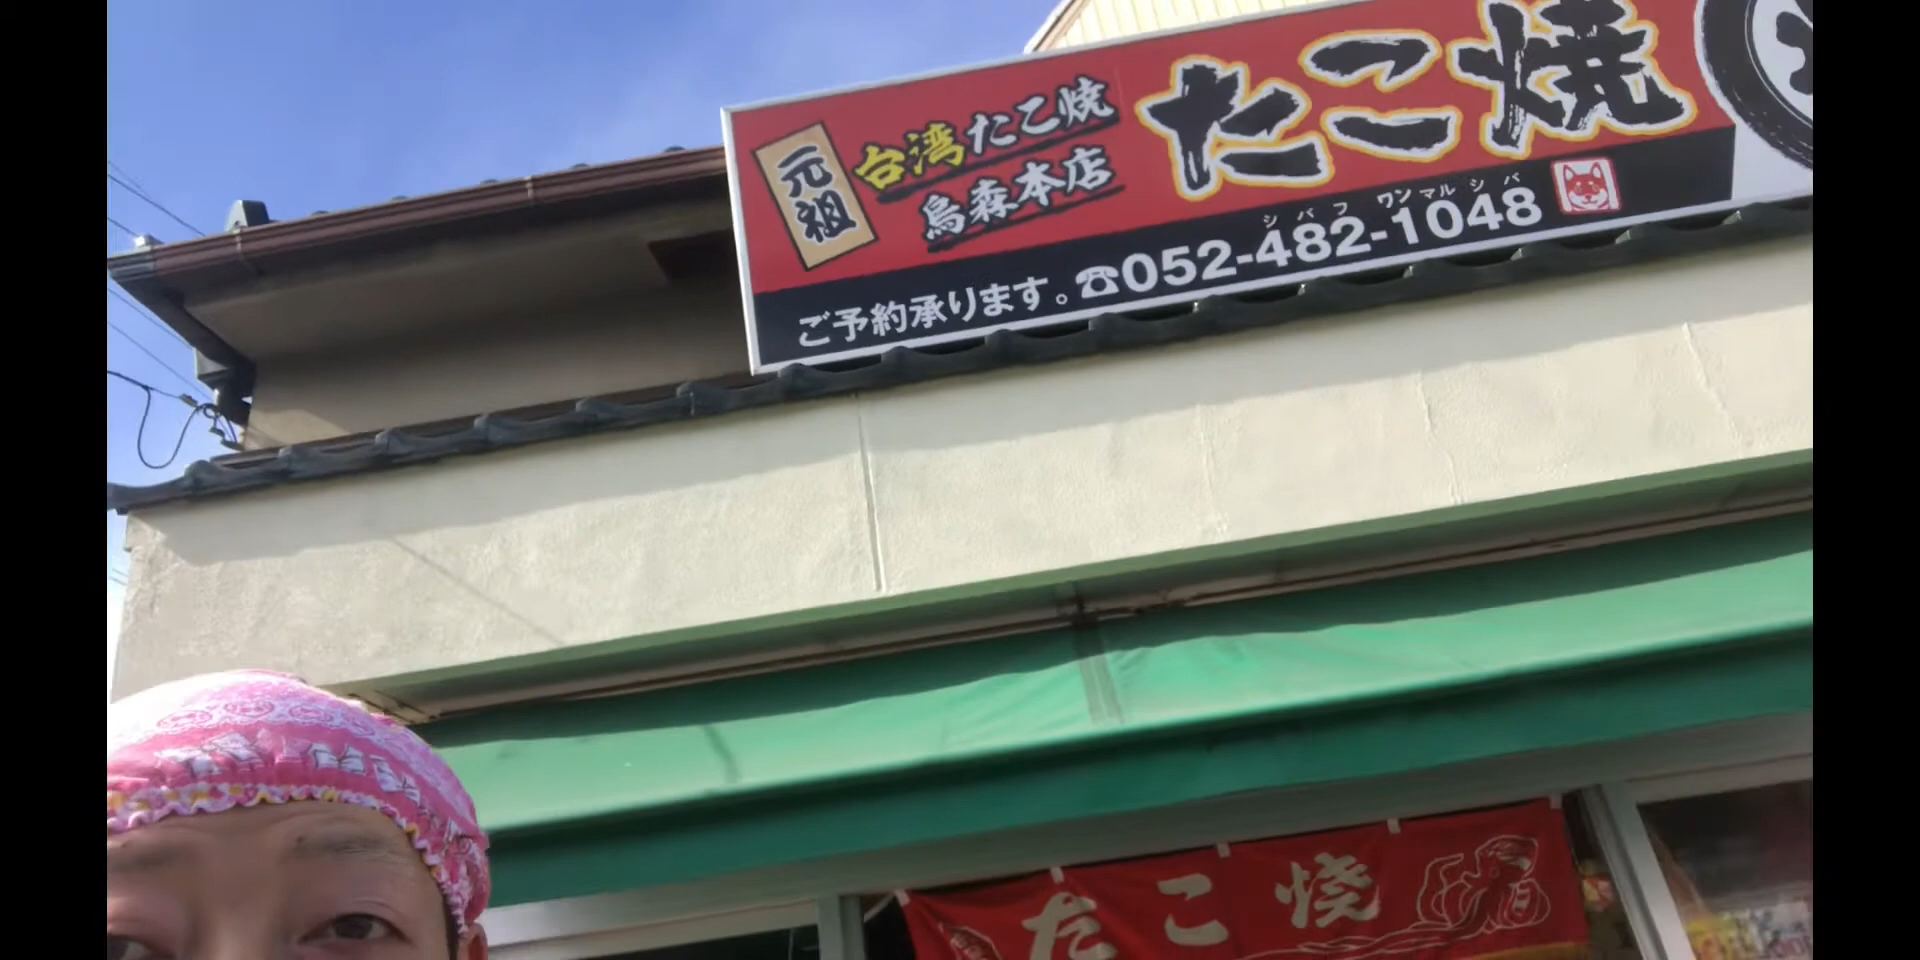 元祖
台湾たこ焼
烏森本店
たこ焼
シバフ ワンマルシバ
ご予約承ります。☎052-482-1048
たこ焼